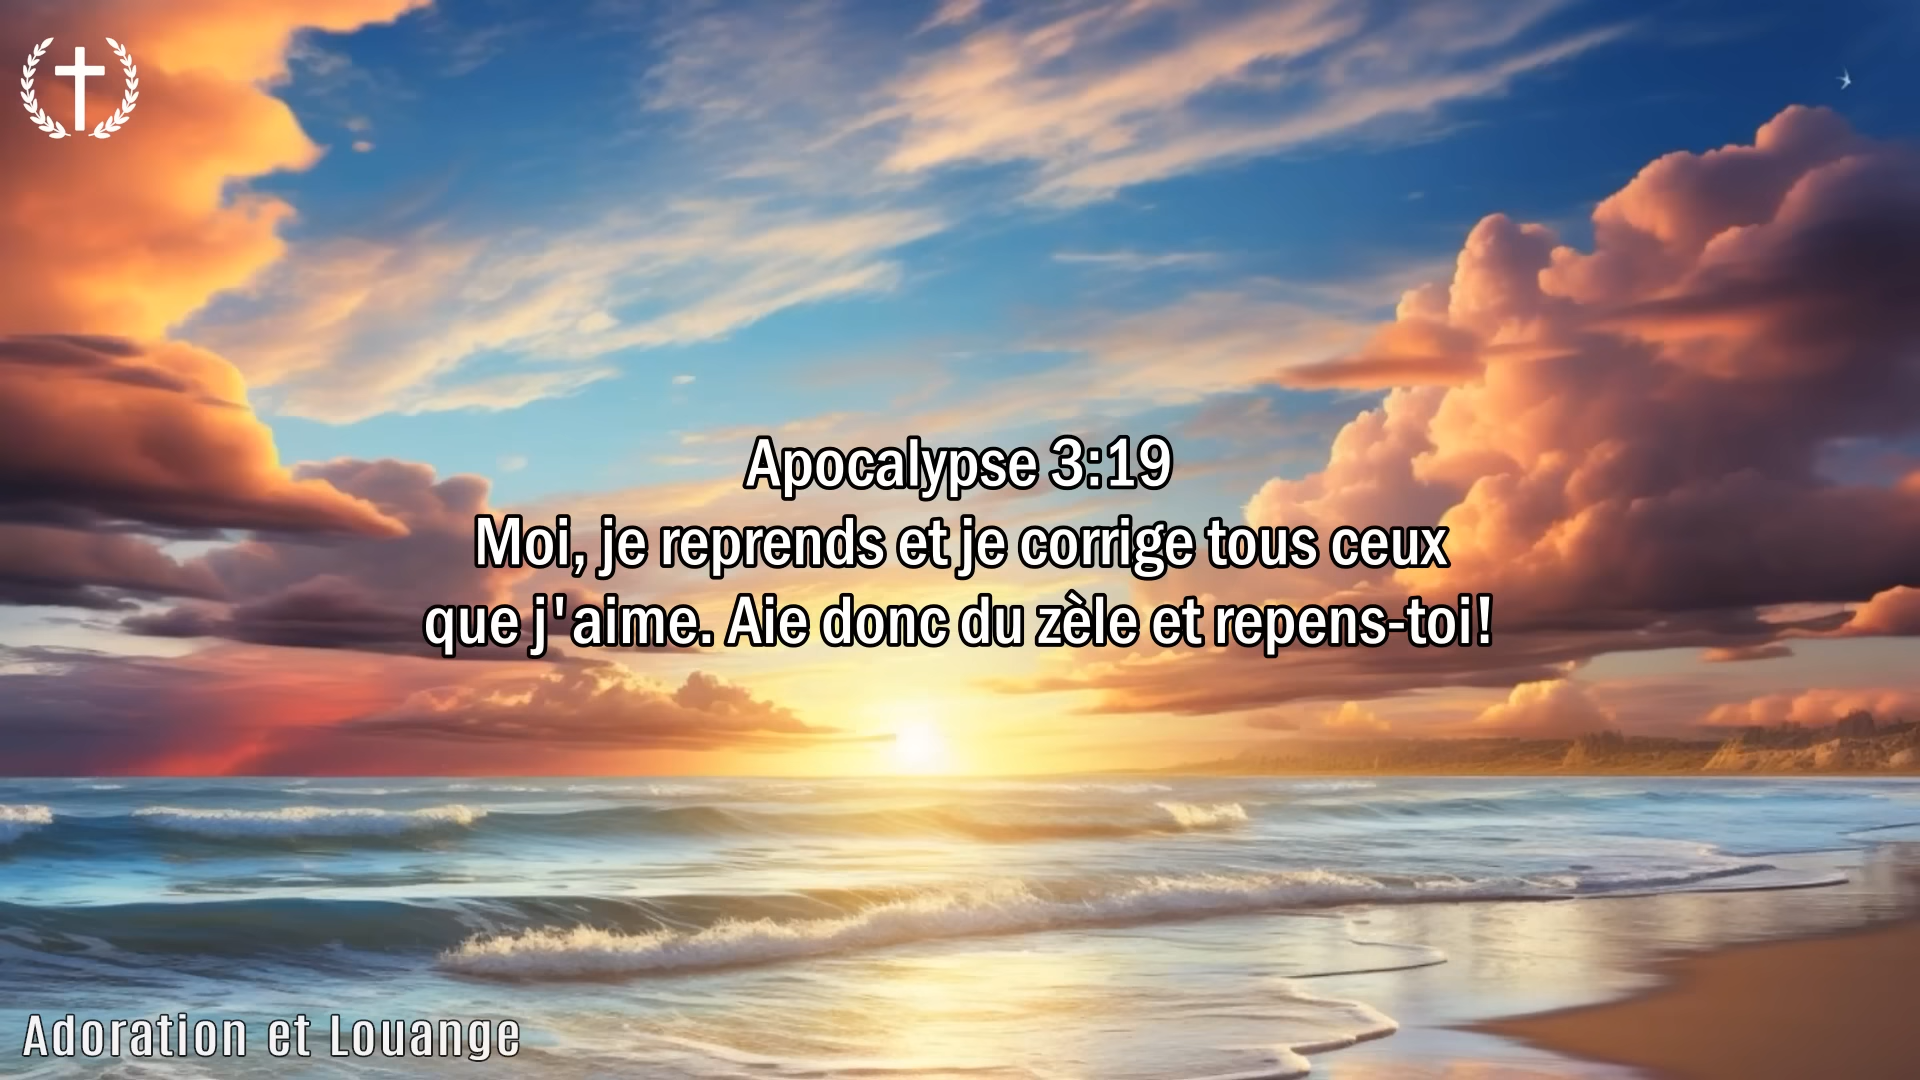 Apocalypse 3:19
Moi, je reprends et je corrige tous ceux
que j'aime. Aie donc du zèle et repens-toi!
Adoration et Louange